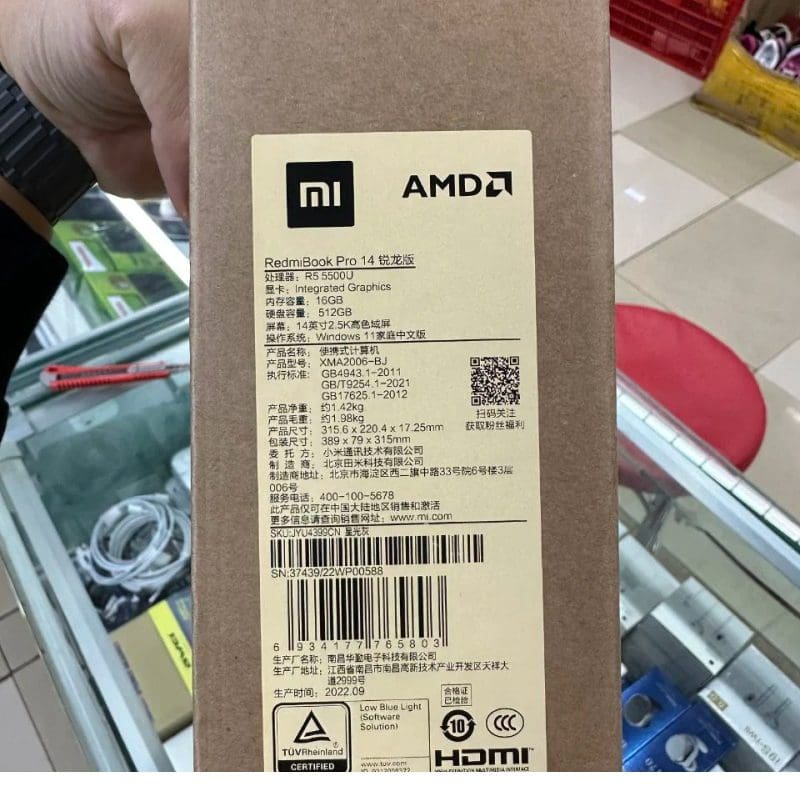 mi
AMD
RedmiBook Pro 14 锐龙版
处理器： R5 5500U
显卡：Integrated Graphics
内存容量： 16GB
硬盘容量： 512GB
屏幕： 14英寸2.5K高色域屏
操作系统：Windows 11家庭中文版
产品名称： 便携式计算机
产品型号： XMA2006-BJ
执行标准： GB4943.1-2011
GB/T9254.1-2021
GB17625.1-2012
产品净重： 约1.42kg
产品毛重： 约1.98kg
产品尺寸： 315.6 x 220.4 x 17.25mm
包装尺寸： 389 x 79 x 315mm
委 托 方： 小米通讯技术有限公司
制 造 商： 北京田米科技有限公司
制造商地址：北京市海淀区西二旗中路33号院6号楼3层
006号
服务电话：400-100-5678
此产品仅可在中国大陆地区销售和激活
更多信息请查询销售网址：www.mi.com
扫码关注
获取粉丝福利
SKU:JYU4399CN 星光灰
SN:37439/22WP00588
6 934177 765803
生产厂名称：南昌华勤电子科技有限公司
生产厂地址：江西省南昌市南昌高新技术产业开发区天祥大
道2999号
生产时间：2022.09
合格证
已检验
TÜVRheinland
CERTIFIED
Low Blue Light
(Software
Solution)
www.tuv.com
10
CCC
HDMI
HIGH-DEFINITION MULTIMEDIA INTERFACE